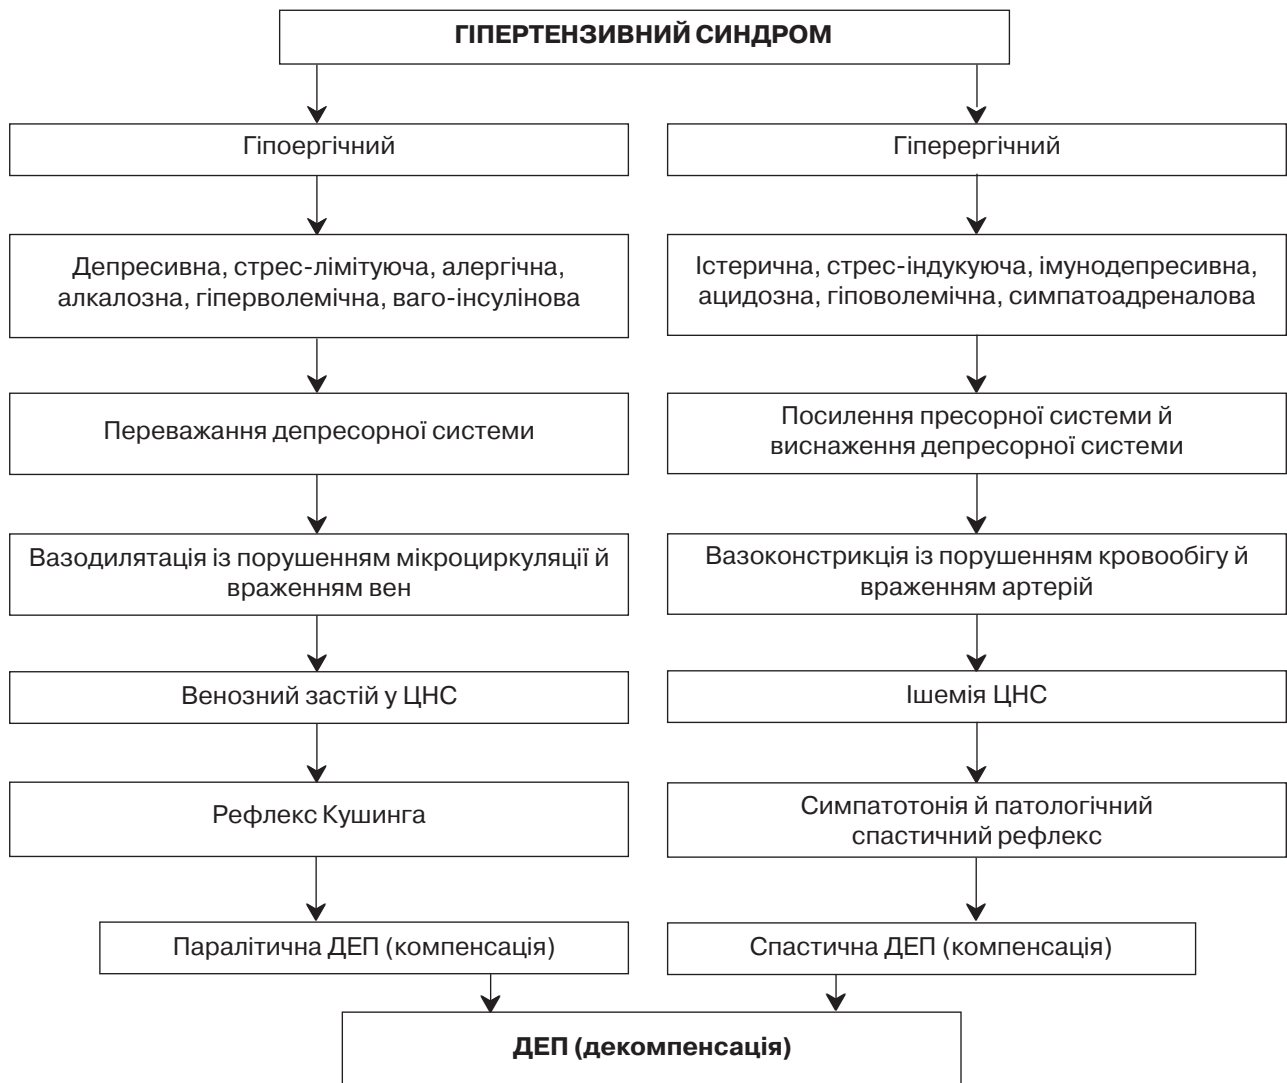 ГІПЕРТЕНЗИВНИЙ СИНДРОМ
Гіпоергічний
Гіперергічний
Депресивна, стрес-лімітуюча, алергічна,
алкалозна, гіперволемічна, ваго-інсулінова
Істерична, стрес-індукуюча, імунодепресивна,
ацидозна, гіповолемічна, симпатоадреналова
Переважання депресорної системи
Посилення пресорної системи й
виснаження депресорної системи
Вазодилятація із порушенням мікроциркуляції й
враженням вен
Вазоконстрикція із порушенням кровообігу й
враженням артерій
Венозний застій у ЦНС
Ішемія ЦНС
Рефлекс Кушинга
Симпатотонія й патологічний
спастичний рефлекс
Паралітична ДЕП (компенсація)
Спастична ДЕП (компенсація)
ДЕП (декомпенсація)